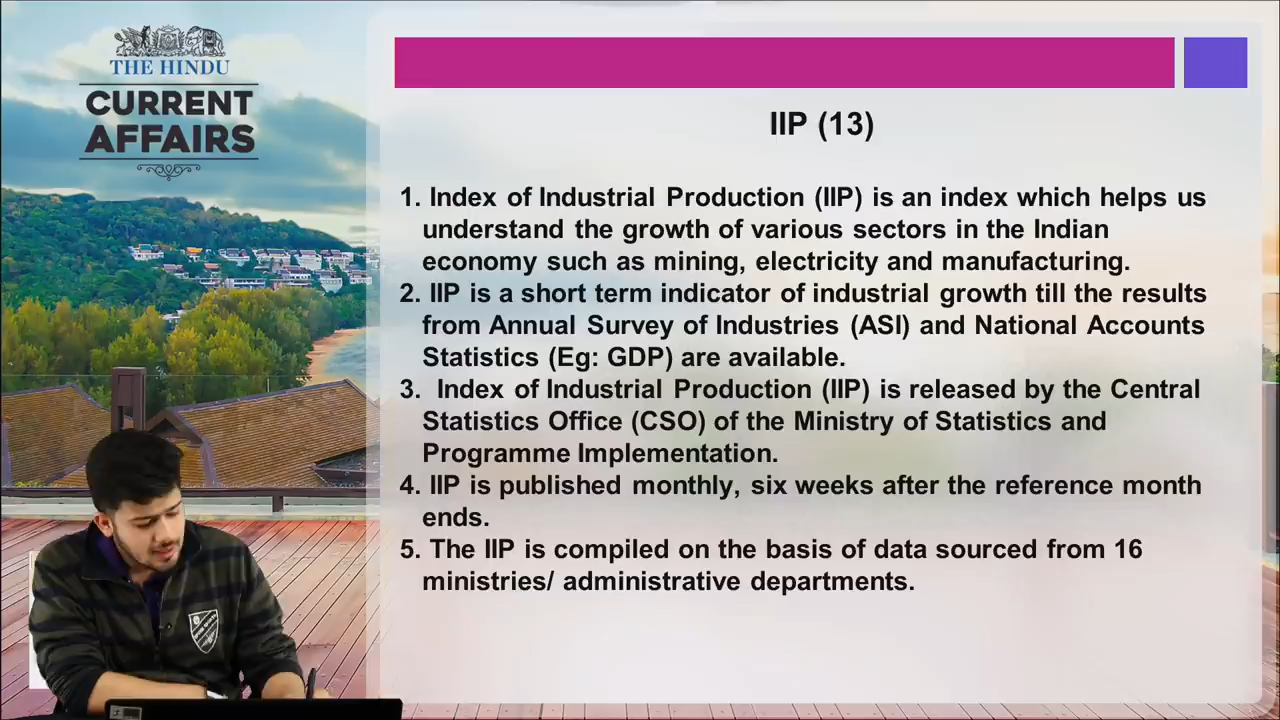 THE HINDU
CURRENT
AFFAIRS
IIP (13)
1. Index of Industrial Production (IIP) is an index which helps us
understand the growth of various sectors in the Indian
economy such as mining, electricity and manufacturing.
2. IIP is a short term indicator of industrial growth till the results
from Annual Survey of Industries (ASI) and National Accounts
Statistics (Eg: GDP) are available.
3. Index of Industrial Production (IIP) is released by the Central
Statistics Office (CSO) of the Ministry of Statistics and
Programme Implementation.
4. IIP is published monthly, six weeks after the reference month
ends.
5. The IIP is compiled on the basis of data sourced from 16
ministries/ administrative departments.